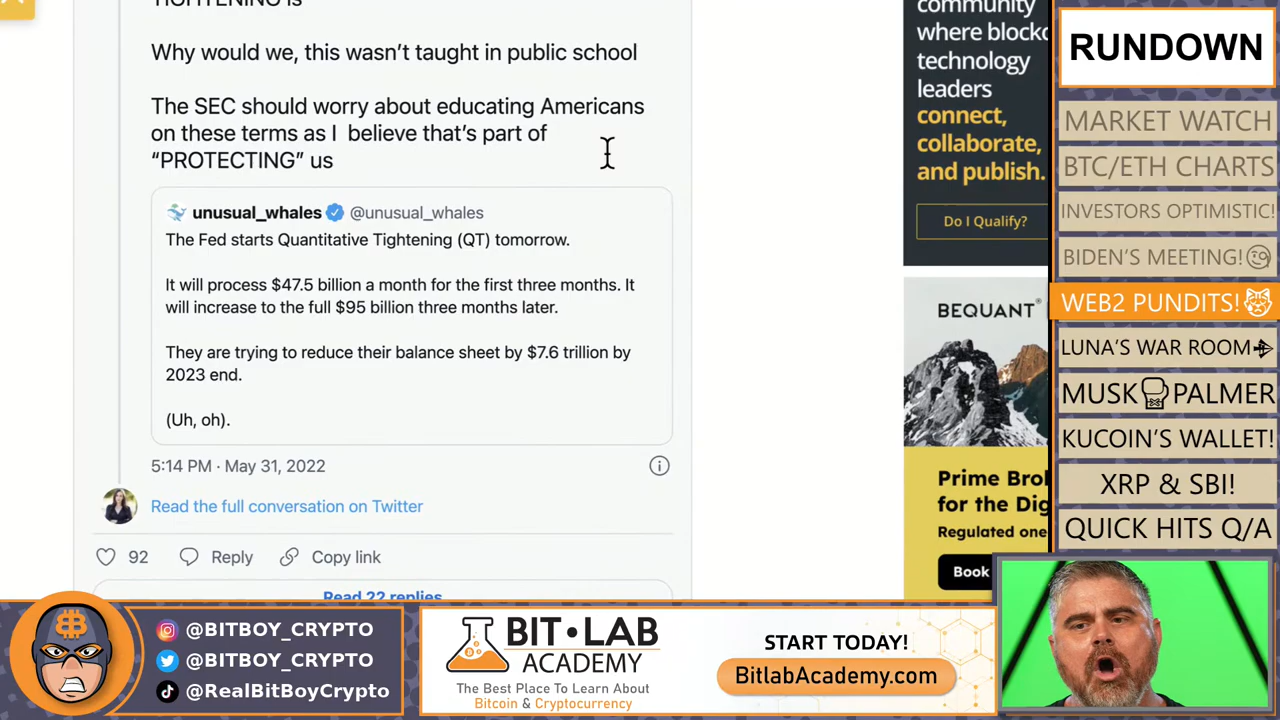 TIGHTENING is
Why would we, this wasn't taught in public school
The SEC should worry about educating Americans
on these terms as I believe that's part of
“PROTECTING” us
unusual_whales @unusual_whales
The Fed starts Quantitative Tightening (QT) tomorrow.
It will process $47.5 billion a month for the first three months. It
will increase to the full $95 billion three months later.
They are trying to reduce their balance sheet by $7.6 trillion by
2023 end.
(Uh, oh).
5:14 PM · May 31, 2022
Read the full conversation on Twitter
92 Reply Copy link
Read 22 replies
community
where blockc
technology
leaders
connect,
collaborate,
and publish.
Do I Qualify?
BEQUANT®
Prime Brol
for the Dig
Regulated one
Book
RUNDOWN
MARKET WATCH
BTC/ETH CHARTS
INVESTORS OPTIMISTIC!
BIDEN'S MEETING!
WEB2 PUNDITS!
LUNA'S WAR ROOM
MUSK PALMER
KUCOIN'S WALLET!
XRP & SBI!
QUICK HITS Q/A
@BITBOY_CRYPTO
@BITBOY_CRYPTO
@RealBitBoyCrypto
BIT•LAB
ACADEMY
The Best Place To Learn About
Bitcoin & Cryptocurrency
START TODAY!
BitlabAcademy.com